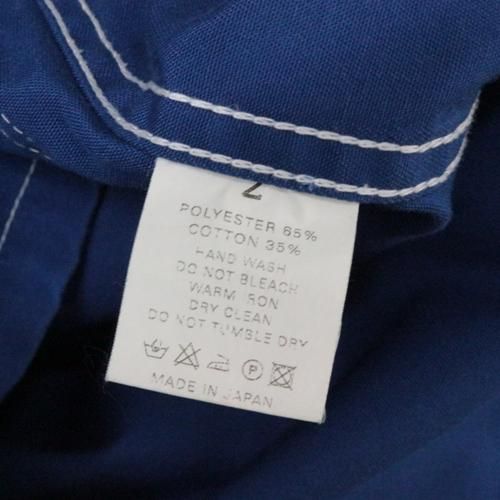 2
POLYESTER 65%
COTTON 35%
HAND WASH
DO NOT BLEACH
WARM IRON
DRY CLEAN
DO NOT TUMBLE DRY
P
MADE IN JAPAN